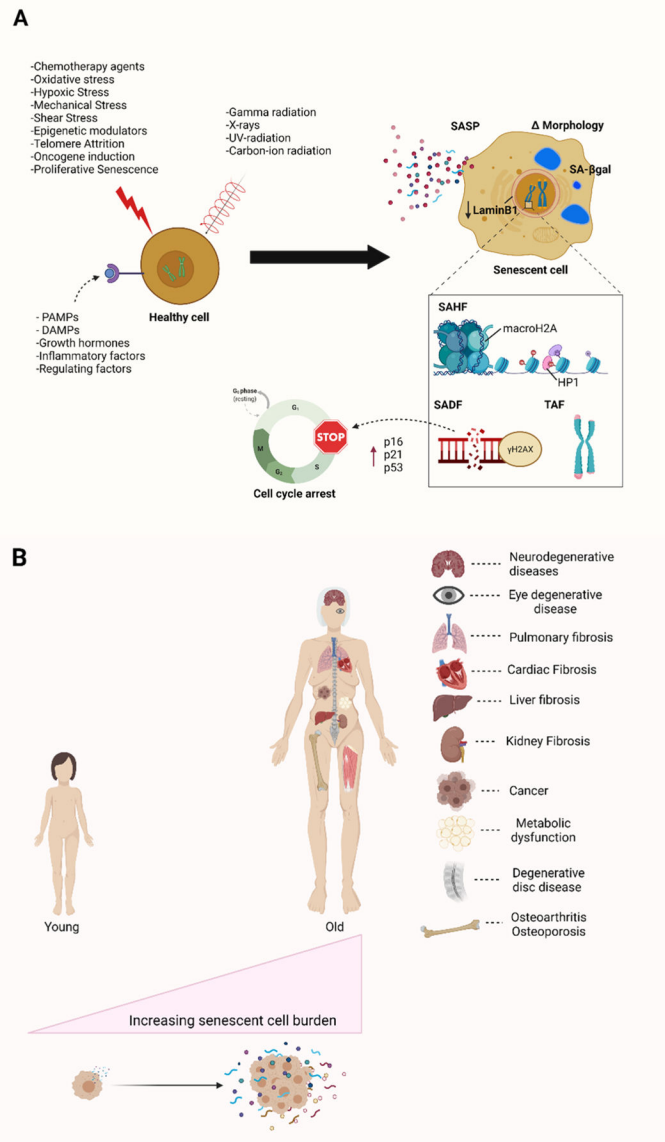 A
-Chemotherapy agents
-Oxidative stress
-Hypoxic Stress
-Mechanical Stress
-Shear Stress
-Epigenetic modulators
-Telomere Attrition
-Oncogene induction
-Proliferative Senescence
-Gamma radiation
-X-rays
-UV-radiation
-Carbon-ion radiation
SASP
Δ Morphology
SA-βgal
↓ LaminB1
Senescent cell
Healthy cell
- PAMPs
- DAMPs
-Growth hormones
-Inflammatory factors
-Regulating factors
SAHF
macroH2A
HP1
SADF
TAF
γH2AX
G₀ phase
(resting)
G₁
STOP
M
S
G₂
↑ p16
p21
p53
Cell cycle arrest
B
Neurodegenerative
diseases
Eye degenerative
disease
Pulmonary fibrosis
Cardiac Fibrosis
Liver fibrosis
Kidney Fibrosis
Cancer
Metabolic
dysfunction
Degenerative
disc disease
Osteoarthritis
Osteoporosis
Young
Old
Increasing senescent cell burden